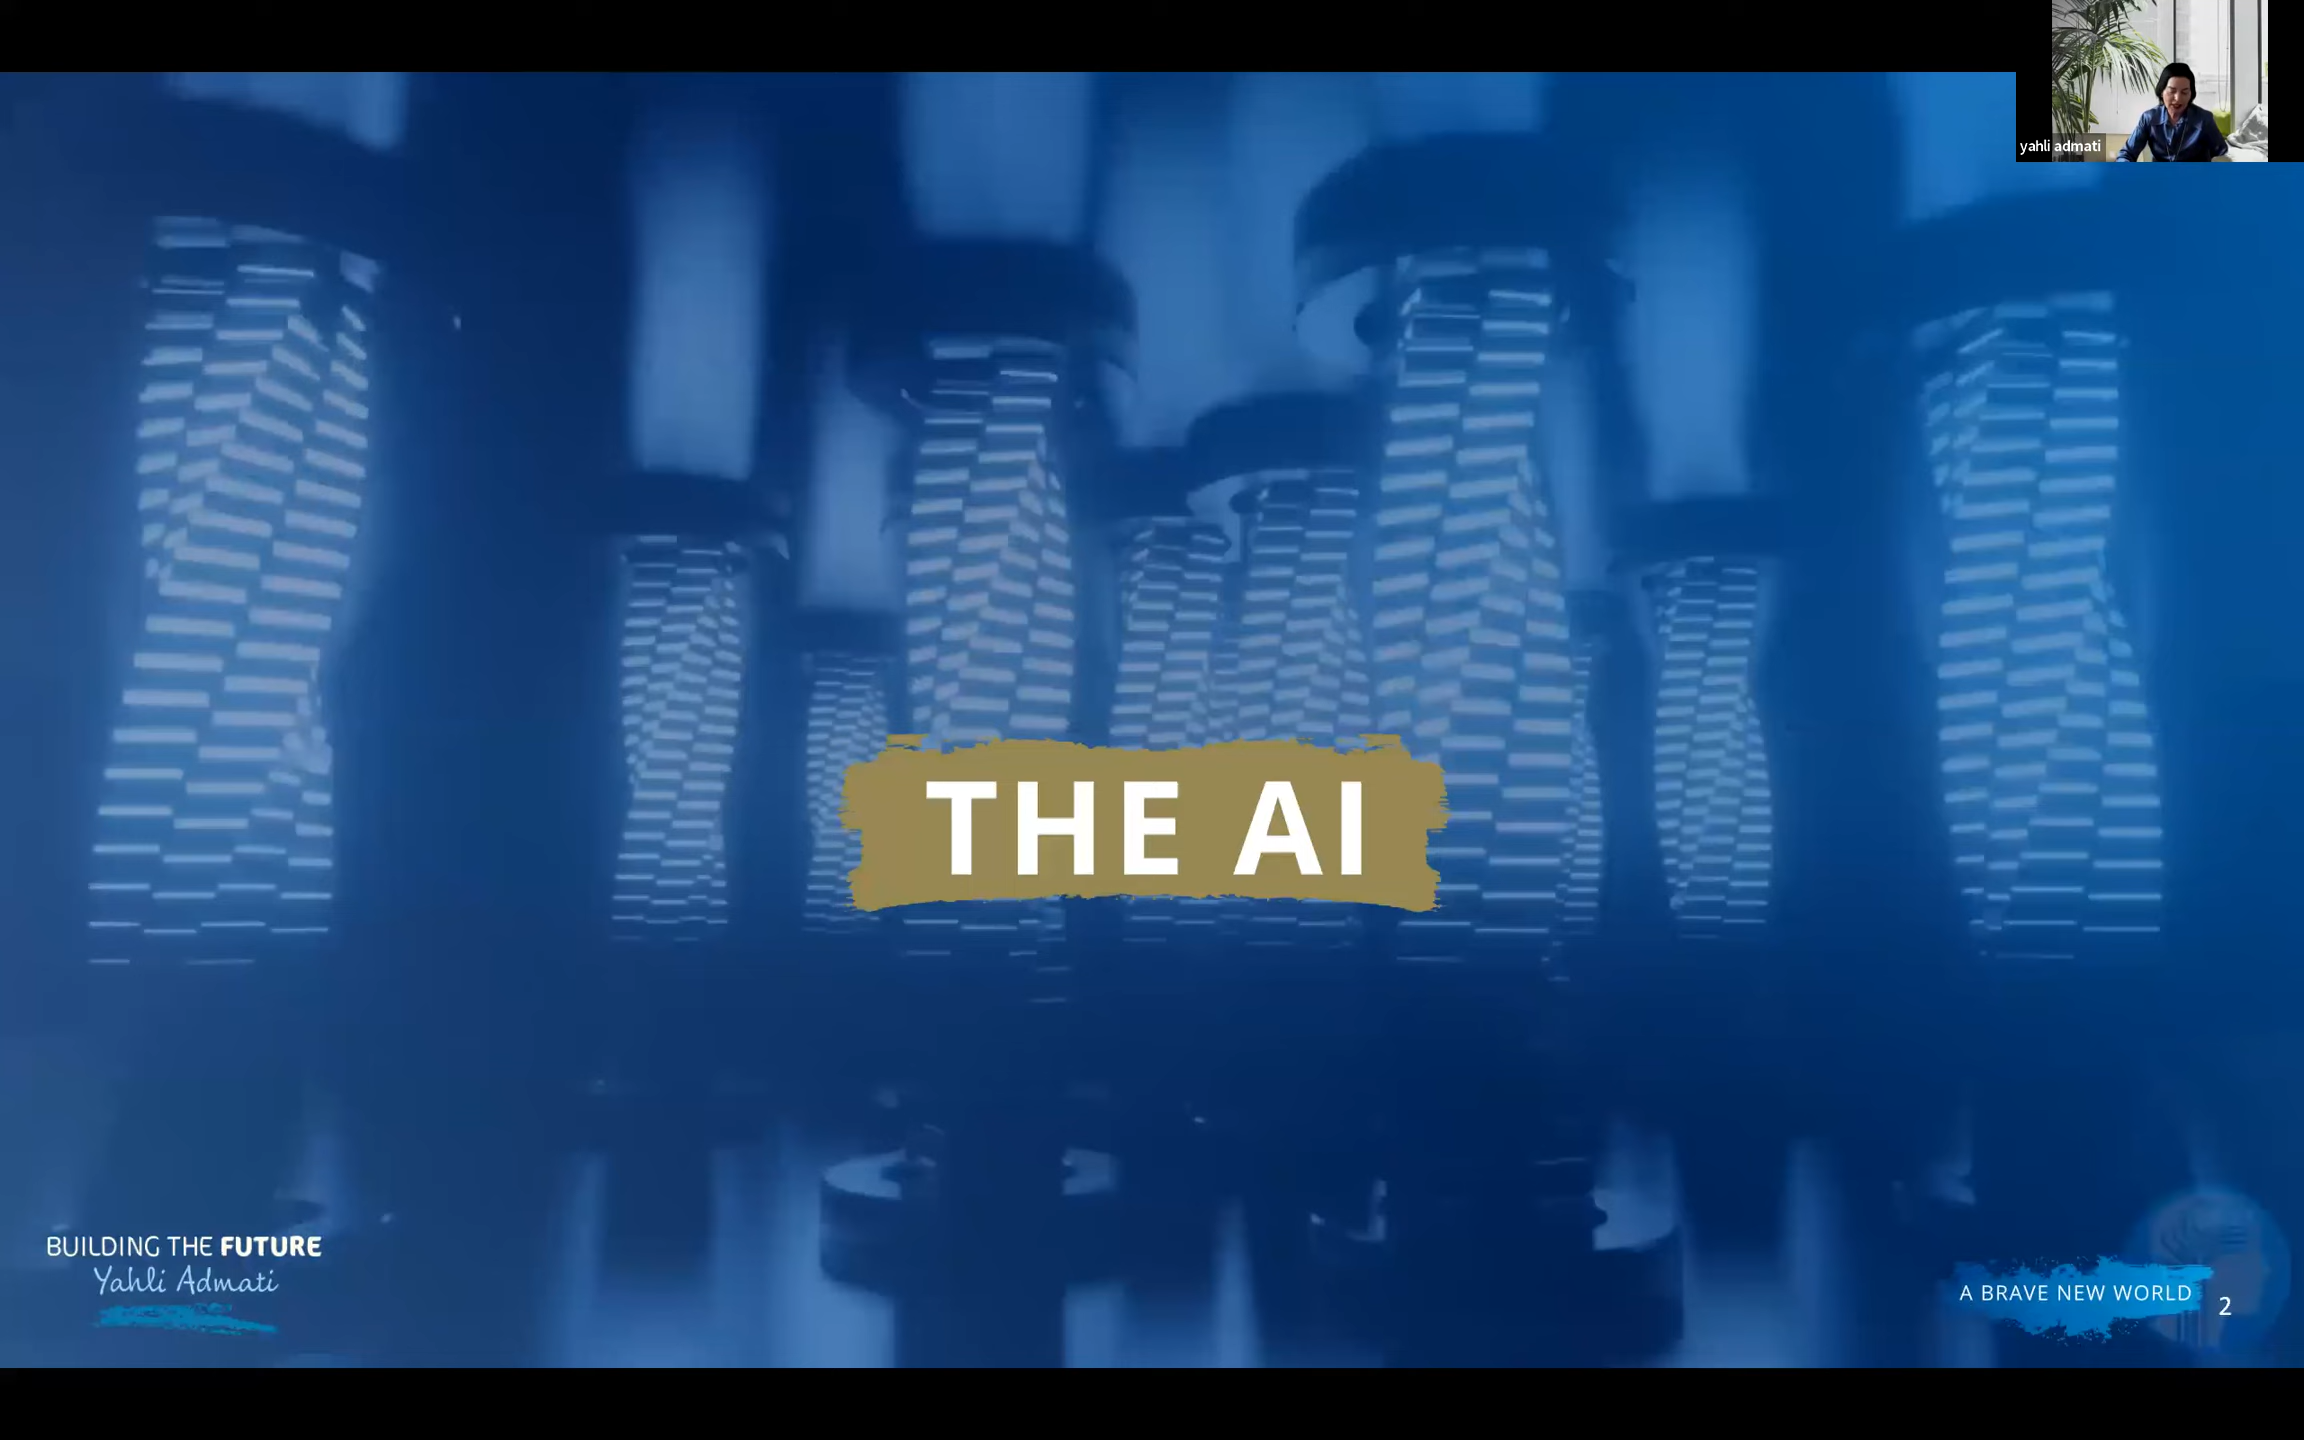 yahli admati
THE AI
BUILDING THE FUTURE
Yahli Admati
A BRAVE NEW WORLD
2